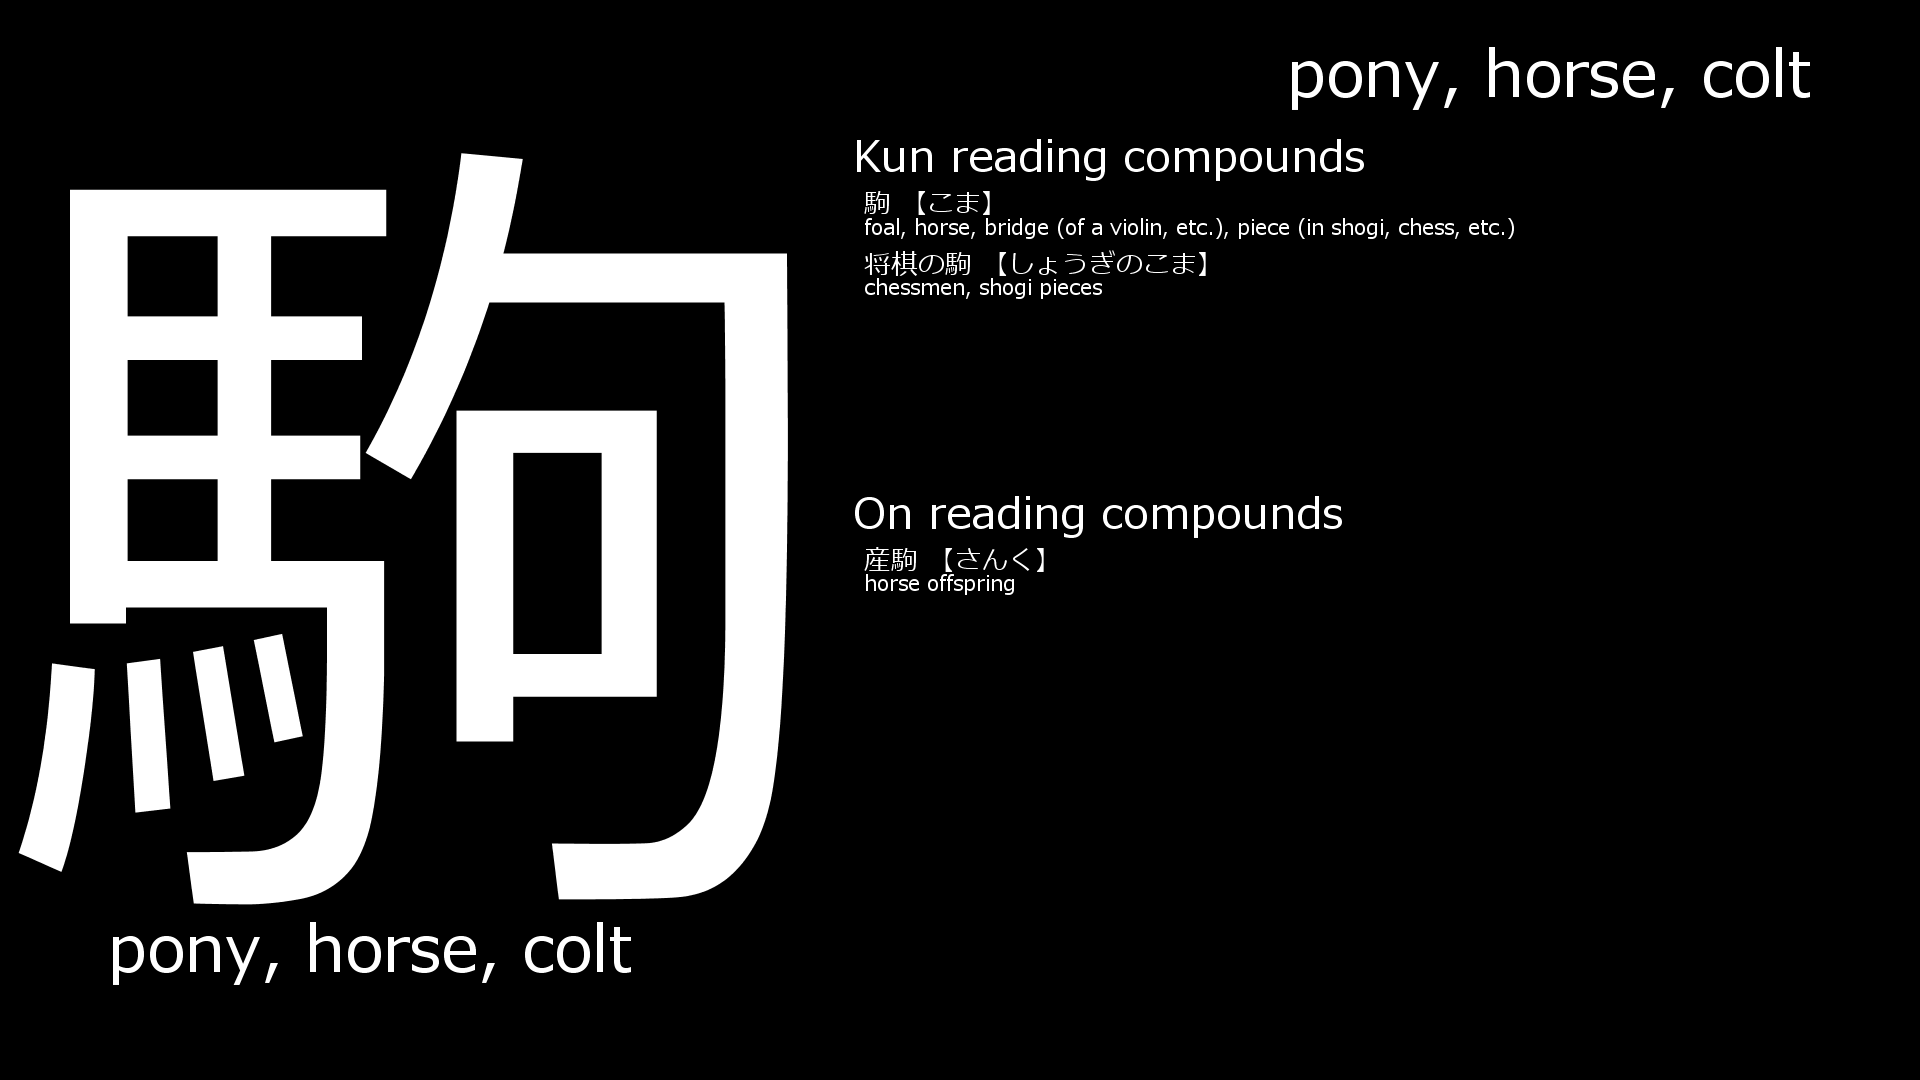 pony, horse, colt
駒
Kun reading compounds
駒 【こま】
foal, horse, bridge (of a violin, etc.), piece (in shogi, chess, etc.)
将棋の駒 【しょうぎのこま】
chessmen, shogi pieces
On reading compounds
産駒 【さんく】
horse offspring
pony, horse, colt